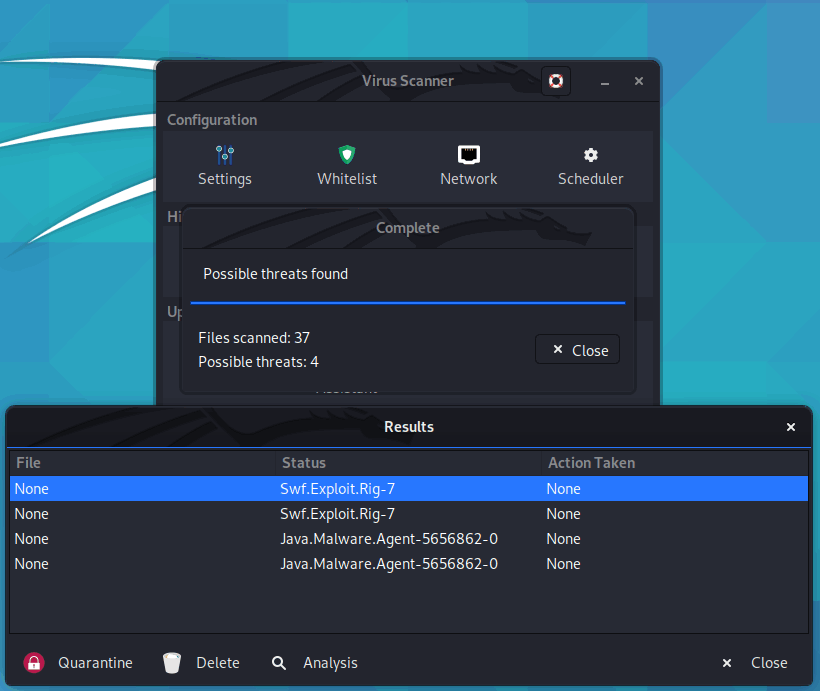 Virus Scanner
Configuration
Settings Whitelist Network Scheduler
Hi
Complete
Possible threats found
Up
Files scanned: 37
Possible threats: 4
Close
Assistant
Results
File Status Action Taken
None Swf.Exploit.Rig-7 None
None Swf.Exploit.Rig-7 None
None Java.Malware.Agent-5656862-0 None
None Java.Malware.Agent-5656862-0 None
Quarantine Delete Analysis Close